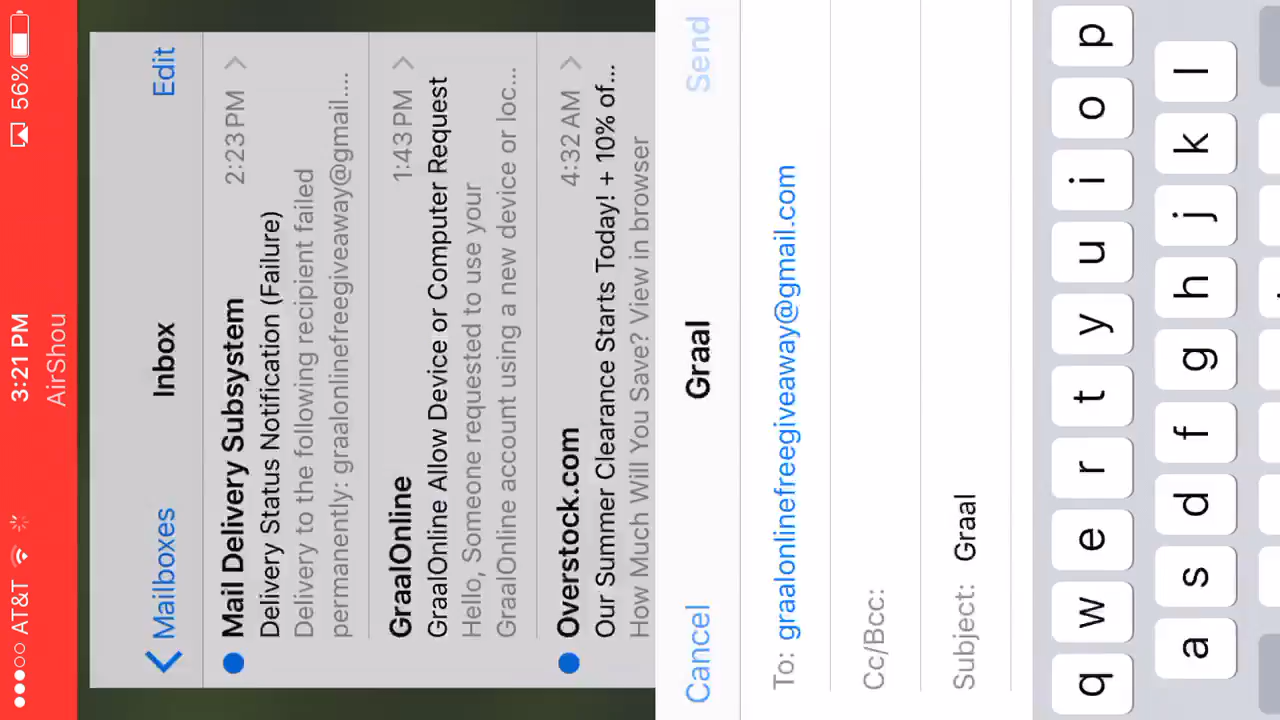 AT&T 3:21 PM 56%
AirShou
Mailboxes Inbox Edit
Mail Delivery Subsystem 2:23 PM
Delivery Status Notification (Failure)
Delivery to the following recipient failed
permanently: graalonlinefreegiveaway@gmail....
GraalOnline 1:43 PM
GraalOnline Allow Device or Computer Request
Hello, Someone requested to use your
GraalOnline account using a new device or loc...
Overstock.com 4:32 AM
Our Summer Clearance Starts Today! + 10% of...
How Much Will You Save? View in browser
Cancel Graal Send
To: graalonlinefreegiveaway@gmail.com
Cc/Bcc:
Subject: Graal
q w e r t y u i o p
a s d f g h j k l